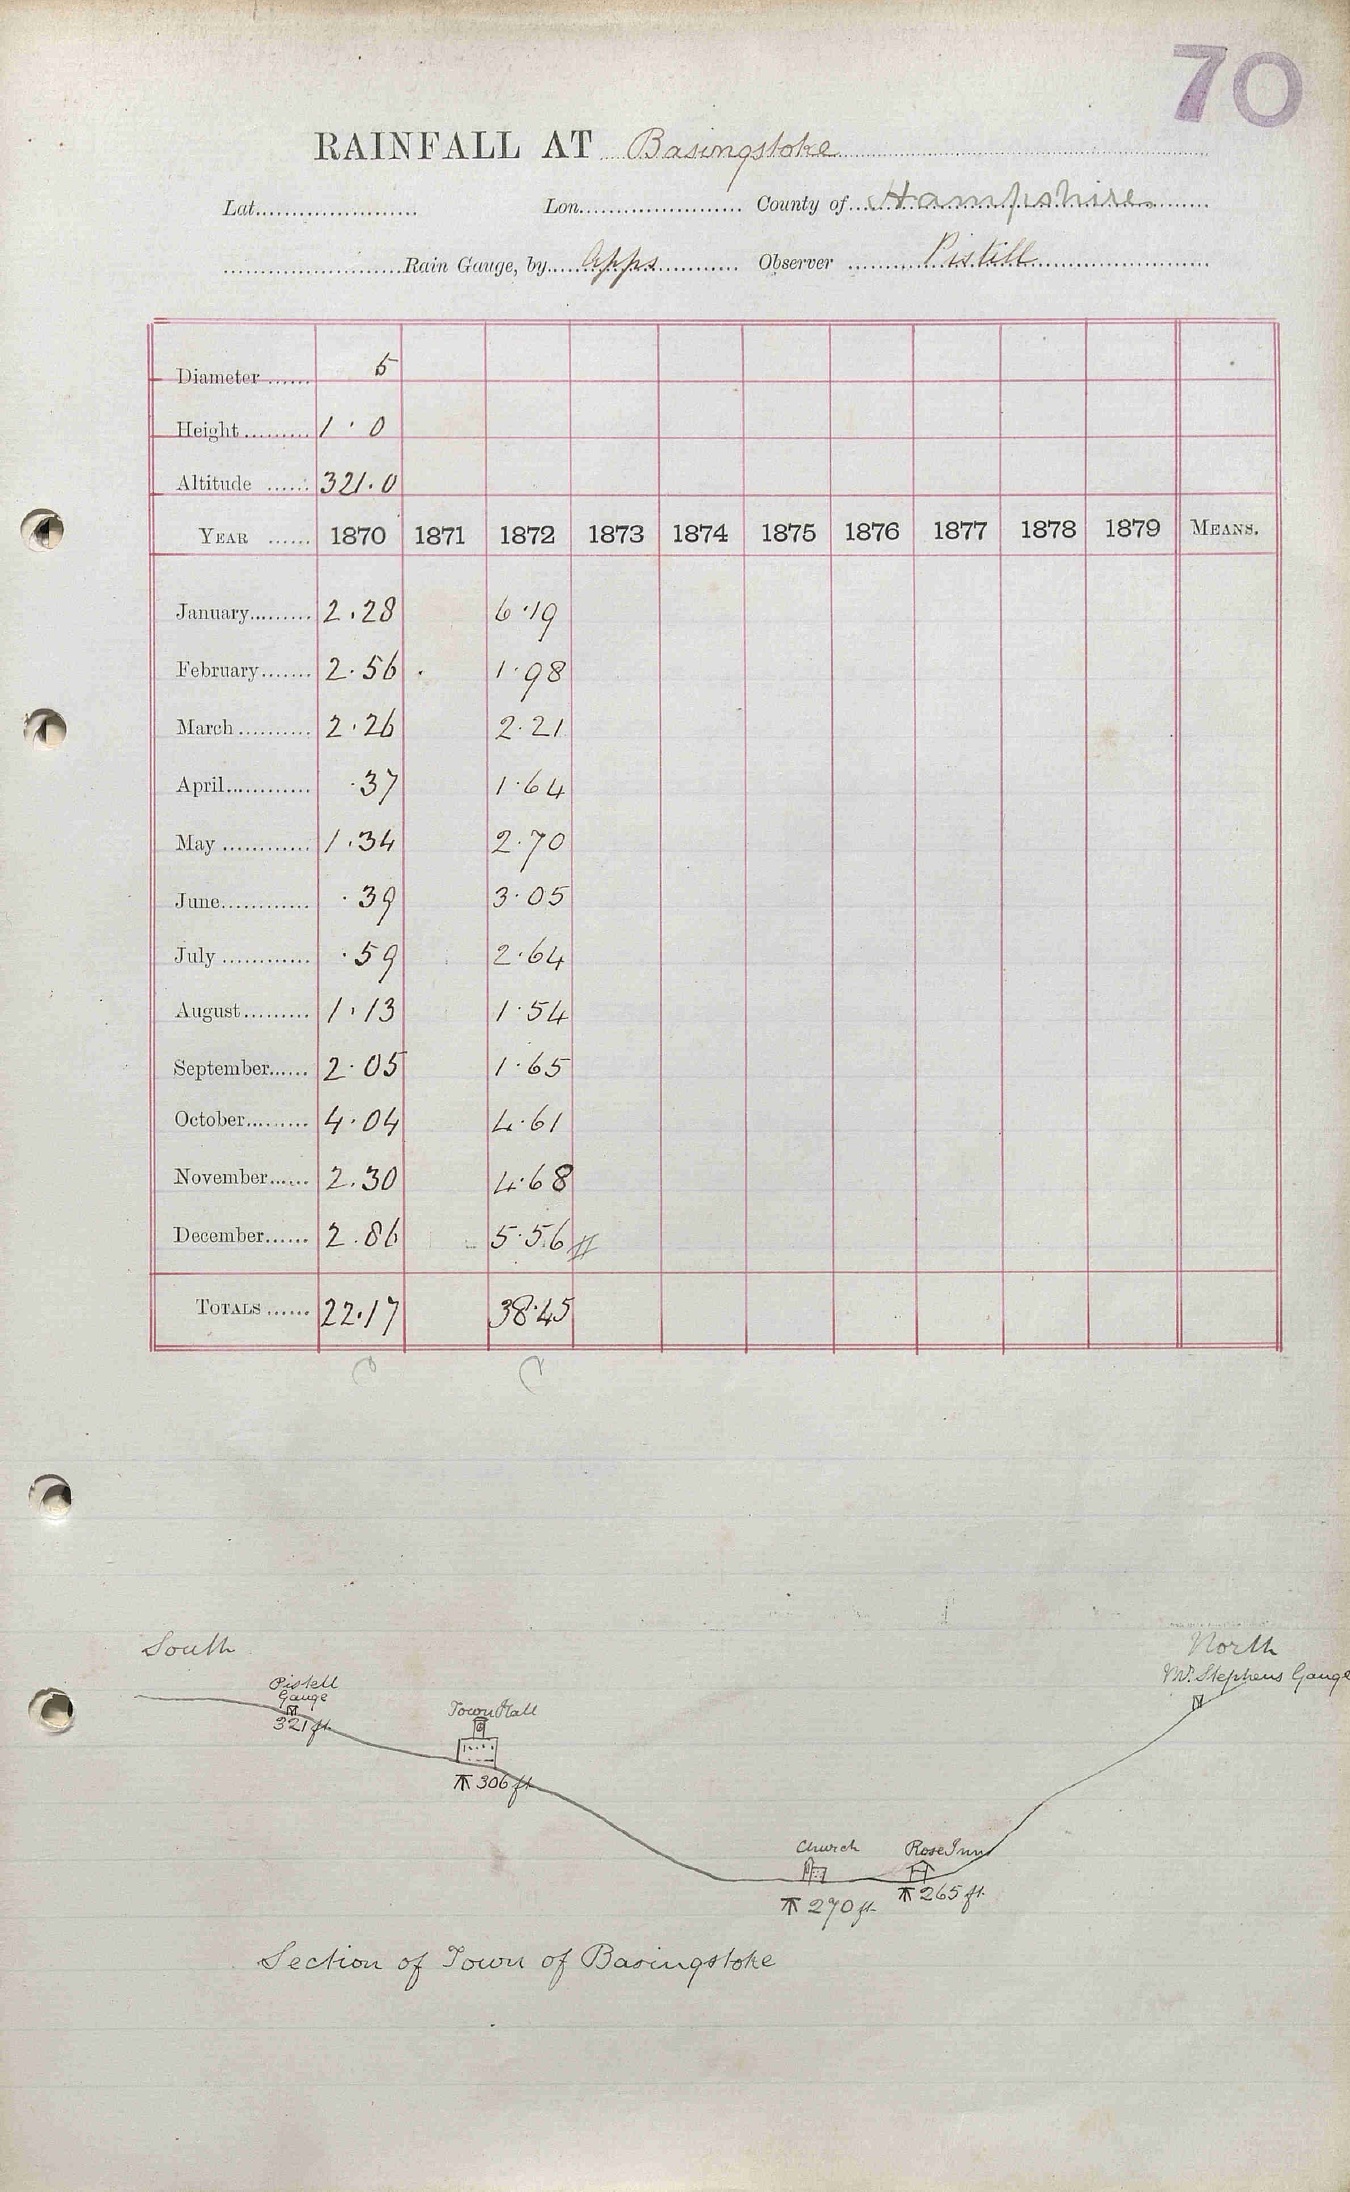 70
RAINFALL AT Basingstoke
Lat. Lon. County of Hampshire.
Rain Gauge, by Apps Observer Pistill
Diameter 5
Height 1·0
Altitude 321.0
YEAR 1870 1871 1872 1873 1874 1875 1876 1877 1878 1879 MEANS.
January 2.28 6·19
February 2.56 1·98
March 2·26 2·21
April ·37 1·64
May 1.34 2·70
June ·39 3·05
July ·59 2·64
August 1.13 1·54
September 2·05 1·65
October 4·04 4·61
November 2.30 4·68
December 2.86 5·56
TOTALS 22.17 38·45
South North
Mr. Stephens Gauge
Pistell
Gauge
321 ft.
Town Hall
306 ft.
Church Rose Inn
270 ft. 265 ft.
Section of Town of Basingstoke